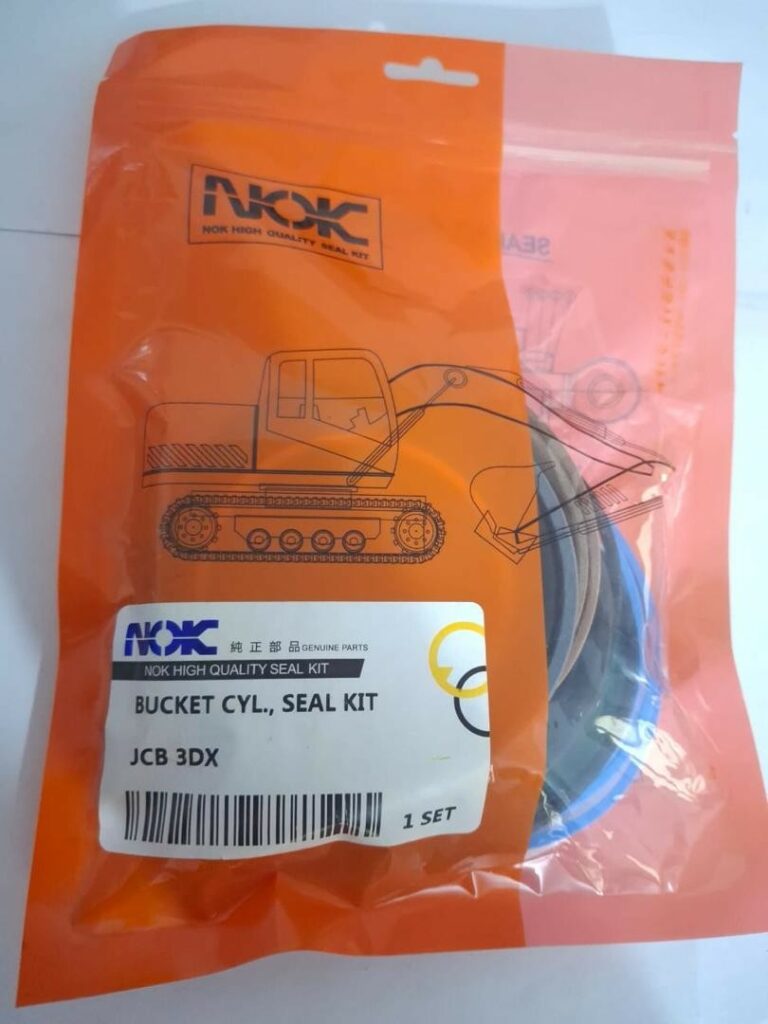 NOK
NOK HIGH QUALITY SEAL KIT
SEAL
NOK 純正部品 GENUINE PARTS
NOK HIGH QUALITY SEAL KIT
BUCKET CYL., SEAL KIT
JCB 3DX
1 SET